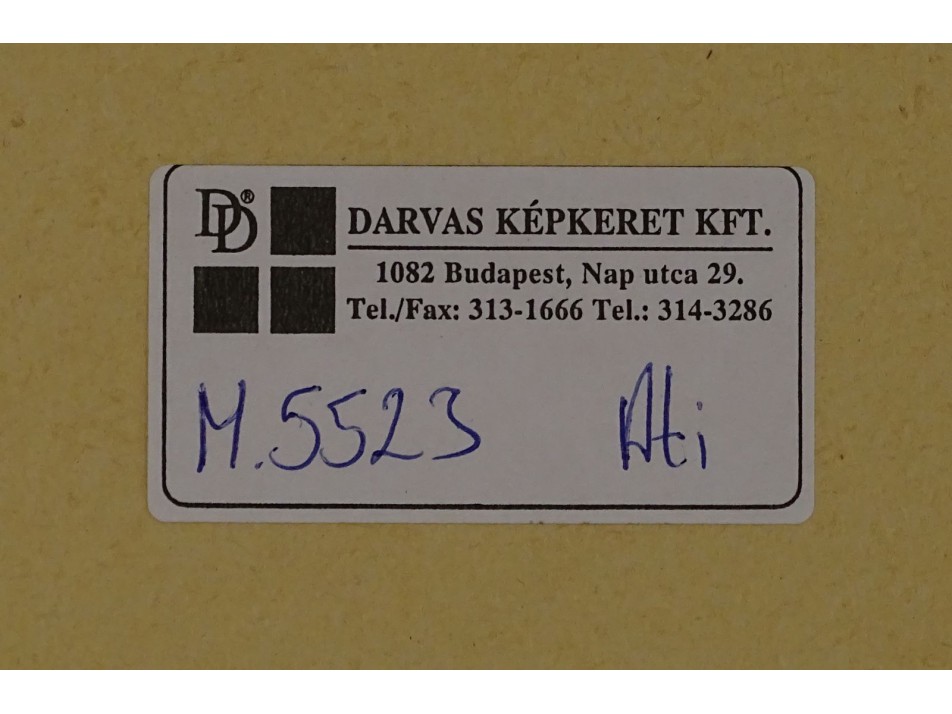 DD®
DARVAS KÉPKERET KFT.
1082 Budapest, Nap utca 29.
Tel./Fax: 313-1666 Tel.: 314-3286
M.5523 Ati